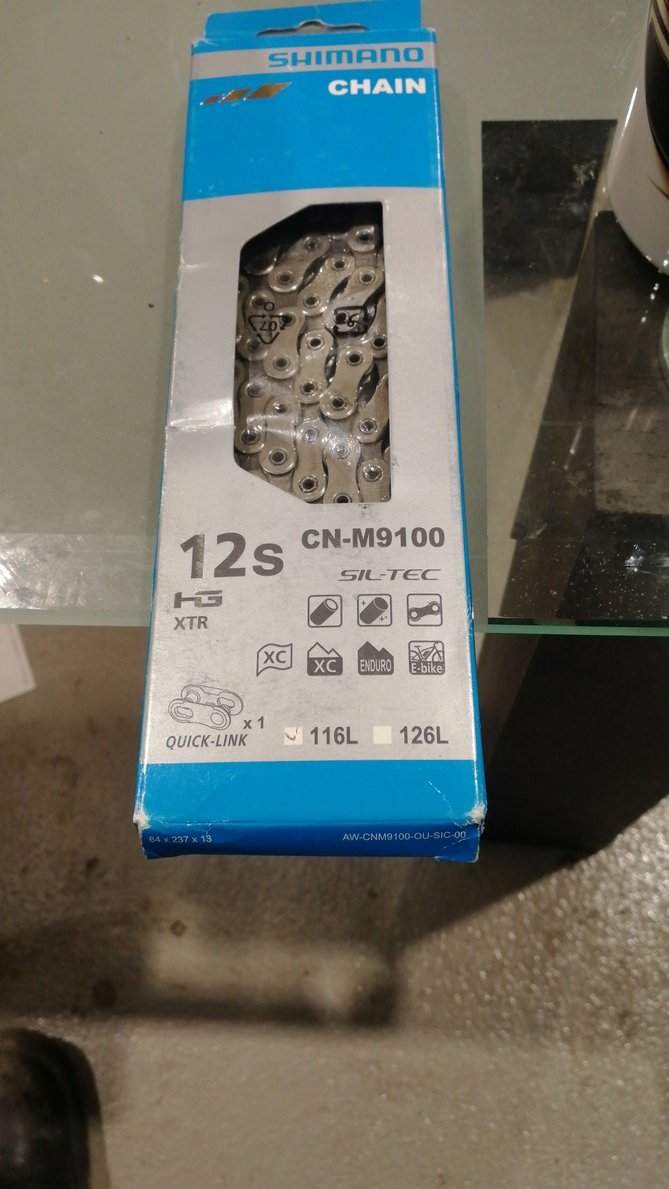 SHIMANO
CHAIN
07
12s
CN-M9100
SIL-TEC
HG
XTR
XC
XC
ENDURO
E-bike
x 1
QUICK-LINK
116L
126L
64 x 237 x 13
AW-CNM9100-OU-SIC-00